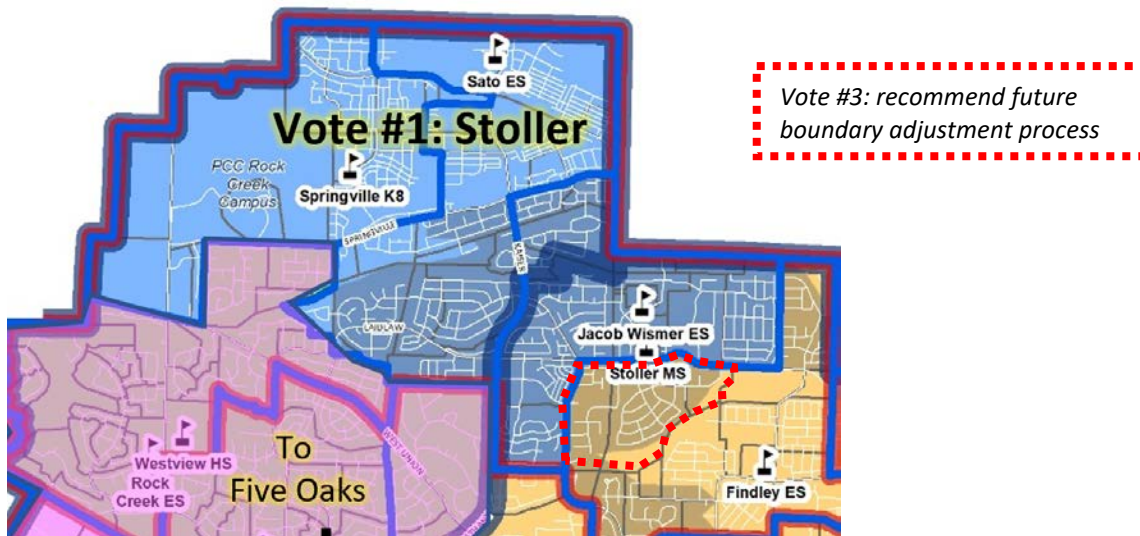 Sato ES
Vote #1: Stoller
PCC Rock
Creek
Campus
Springville K8
SPRINGVILLE
KAISER
LAIDLAW
Jacob Wismer ES
Stoller MS
Westview HS
Rock
Creek ES
To
Five Oaks
WEST UNION
Findley ES
Vote #3: recommend future
boundary adjustment process